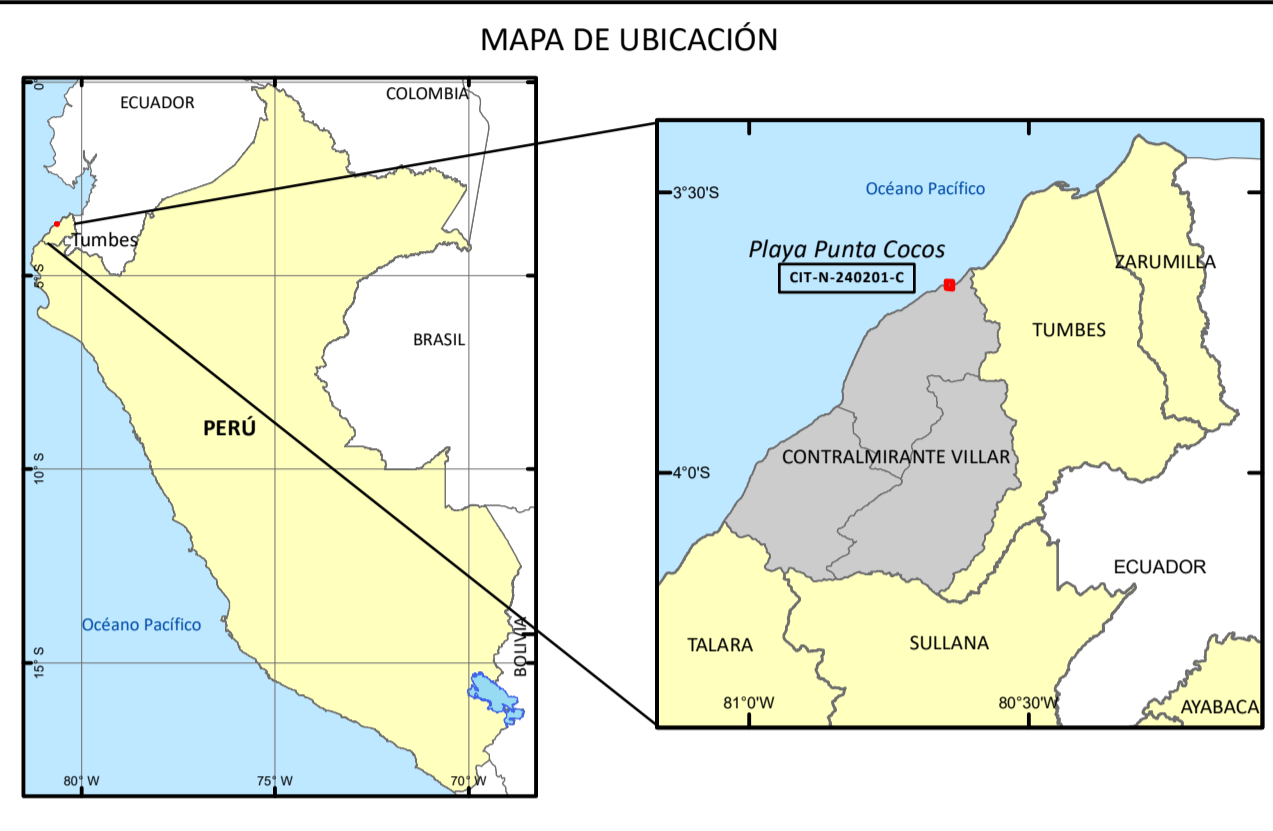 MAPA DE UBICACIÓN
0°
ECUADOR
COLOMBIA
Tumbes
5°S
BRASIL
PERÚ
10°S
Océano Pacífico
BOLIVIA
15°S
80° W
75° W
70° W
3°30'S
Océano Pacífico
Playa Punta Cocos
CIT-N-240201-C
ZARUMILLA
TUMBES
CONTRALMIRANTE VILLAR
4°0'S
ECUADOR
TALARA
SULLANA
81°0'W
80°30'W
AYABACA